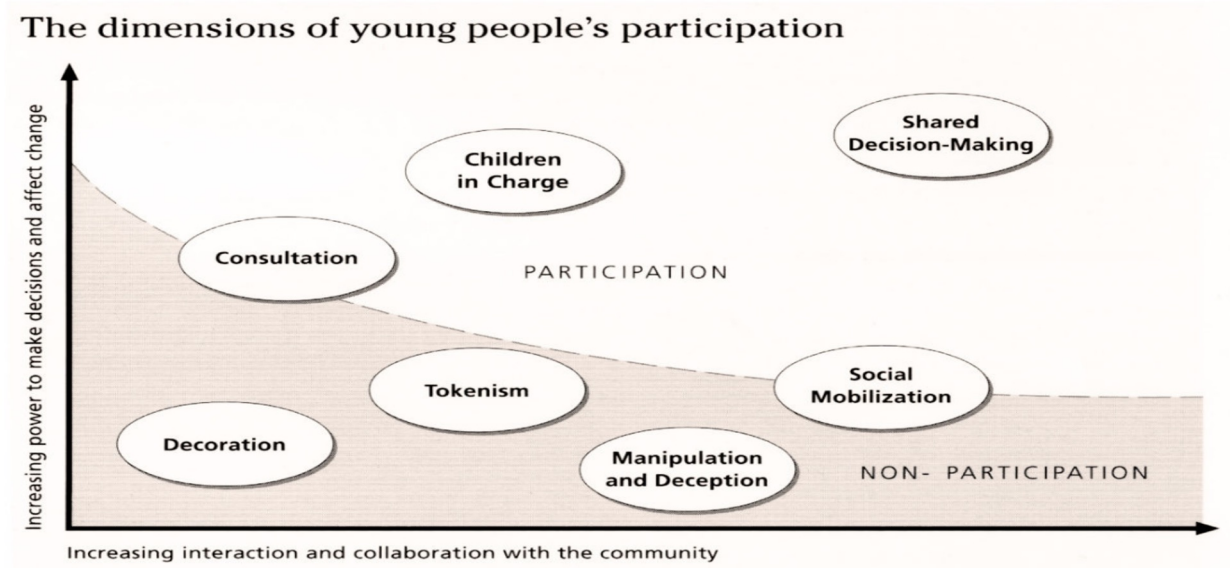 The dimensions of young people's participation
Increasing power to make decisions and affect change
Shared
Decision-Making
Children
in Charge
Consultation
PARTICIPATION
Tokenism
Social
Mobilization
Decoration
Manipulation
and Deception
NON- PARTICIPATION
Increasing interaction and collaboration with the community